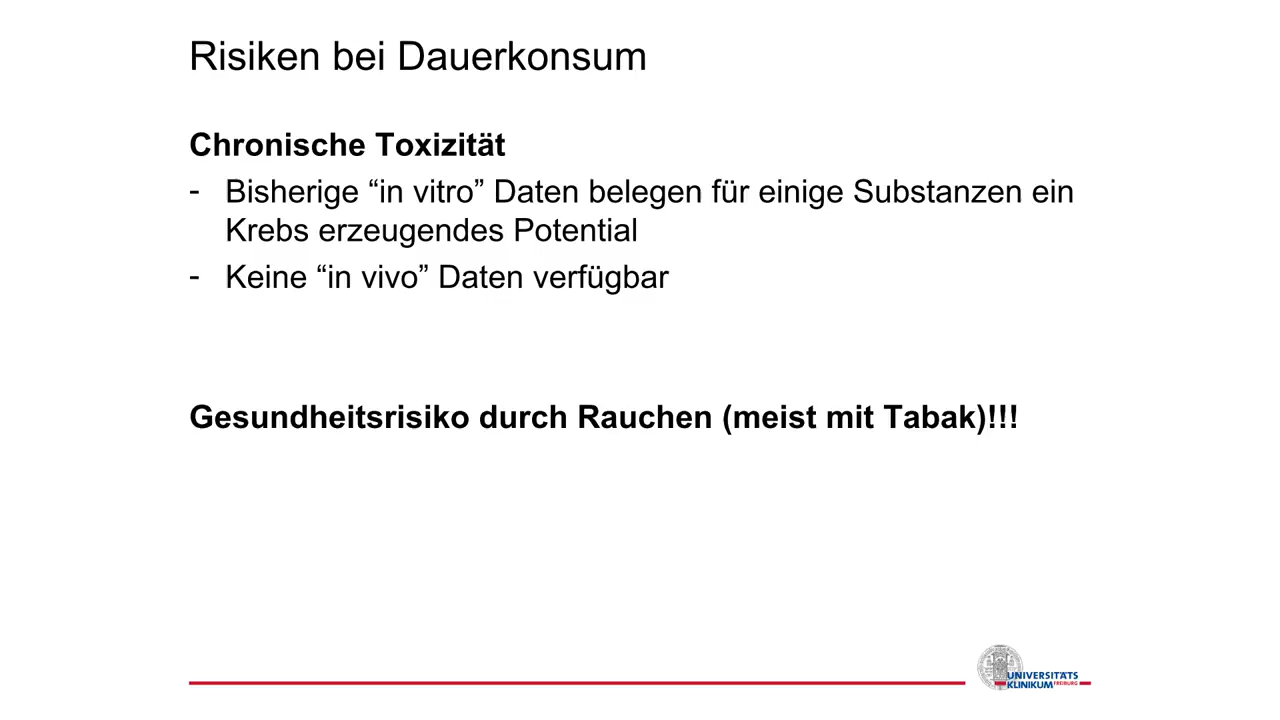 Risiken bei Dauerkonsum
Chronische Toxizität
- Bisherige “in vitro” Daten belegen für einige Substanzen ein
Krebs erzeugendes Potential
- Keine “in vivo” Daten verfügbar
Gesundheitsrisiko durch Rauchen (meist mit Tabak)!!!
UNIVERSITÄTS
KLINIKUM FREIBURG